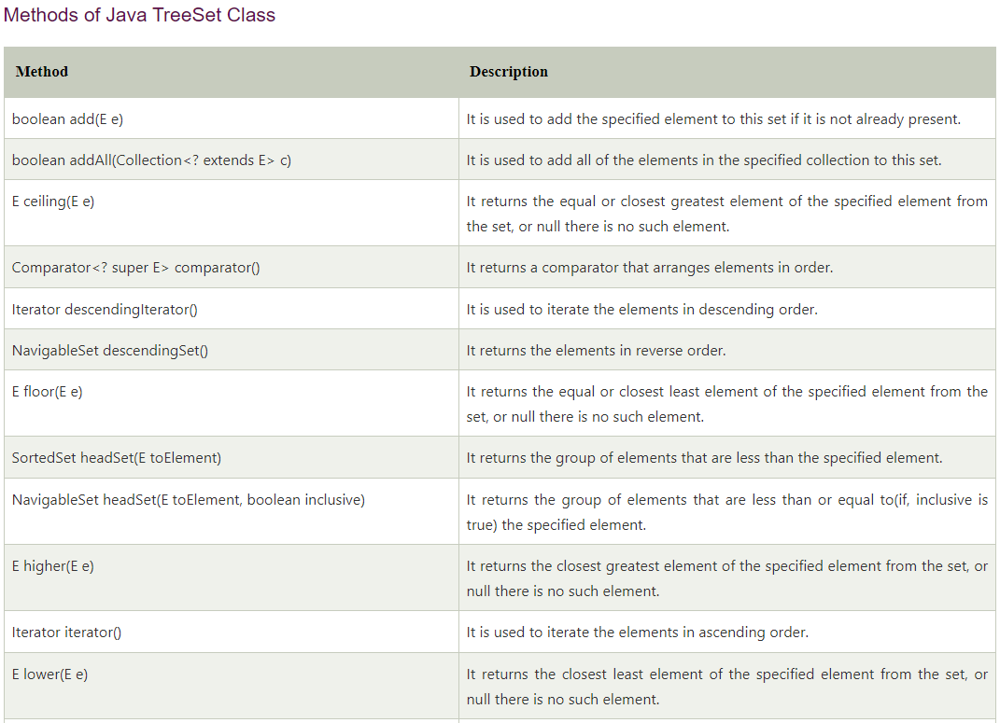 Methods of Java TreeSet Class
Method Description
boolean add(E e) It is used to add the specified element to this set if it is not already present.
boolean addAll(Collection<? extends E> c) It is used to add all of the elements in the specified collection to this set.
E ceiling(E e) It returns the equal or closest greatest element of the specified element from
the set, or null there is no such element.
Comparator<? super E> comparator() It returns a comparator that arranges elements in order.
Iterator descendingIterator() It is used to iterate the elements in descending order.
NavigableSet descendingSet() It returns the elements in reverse order.
E floor(E e) It returns the equal or closest least element of the specified element from the
set, or null there is no such element.
SortedSet headSet(E toElement) It returns the group of elements that are less than the specified element.
NavigableSet headSet(E toElement, boolean inclusive) It returns the group of elements that are less than or equal to(if, inclusive is
true) the specified element.
E higher(E e) It returns the closest greatest element of the specified element from the set, or
null there is no such element.
Iterator iterator() It is used to iterate the elements in ascending order.
E lower(E e) It returns the closest least element of the specified element from the set, or
null there is no such element.